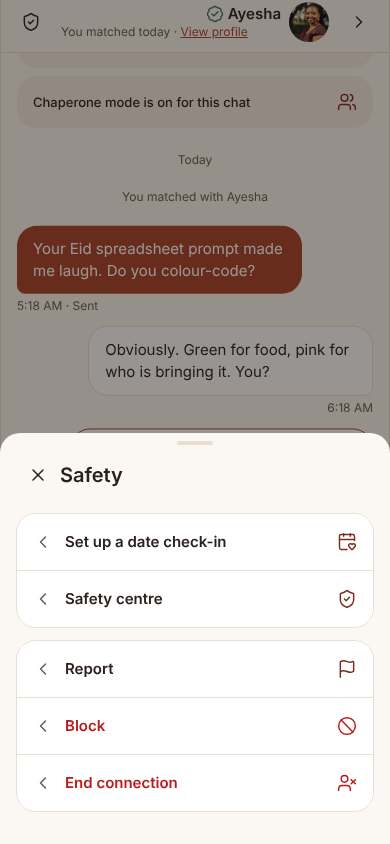 Ayesha
You matched today · View profile
Chaperone mode is on for this chat
Today
You matched with Ayesha
Your Eid spreadsheet prompt made
me laugh. Do you colour-code?
5:18 AM · Sent
Obviously. Green for food, pink for
who is bringing it. You?
6:18 AM
Safety
Set up a date check-in
Safety centre
Report
Block
End connection